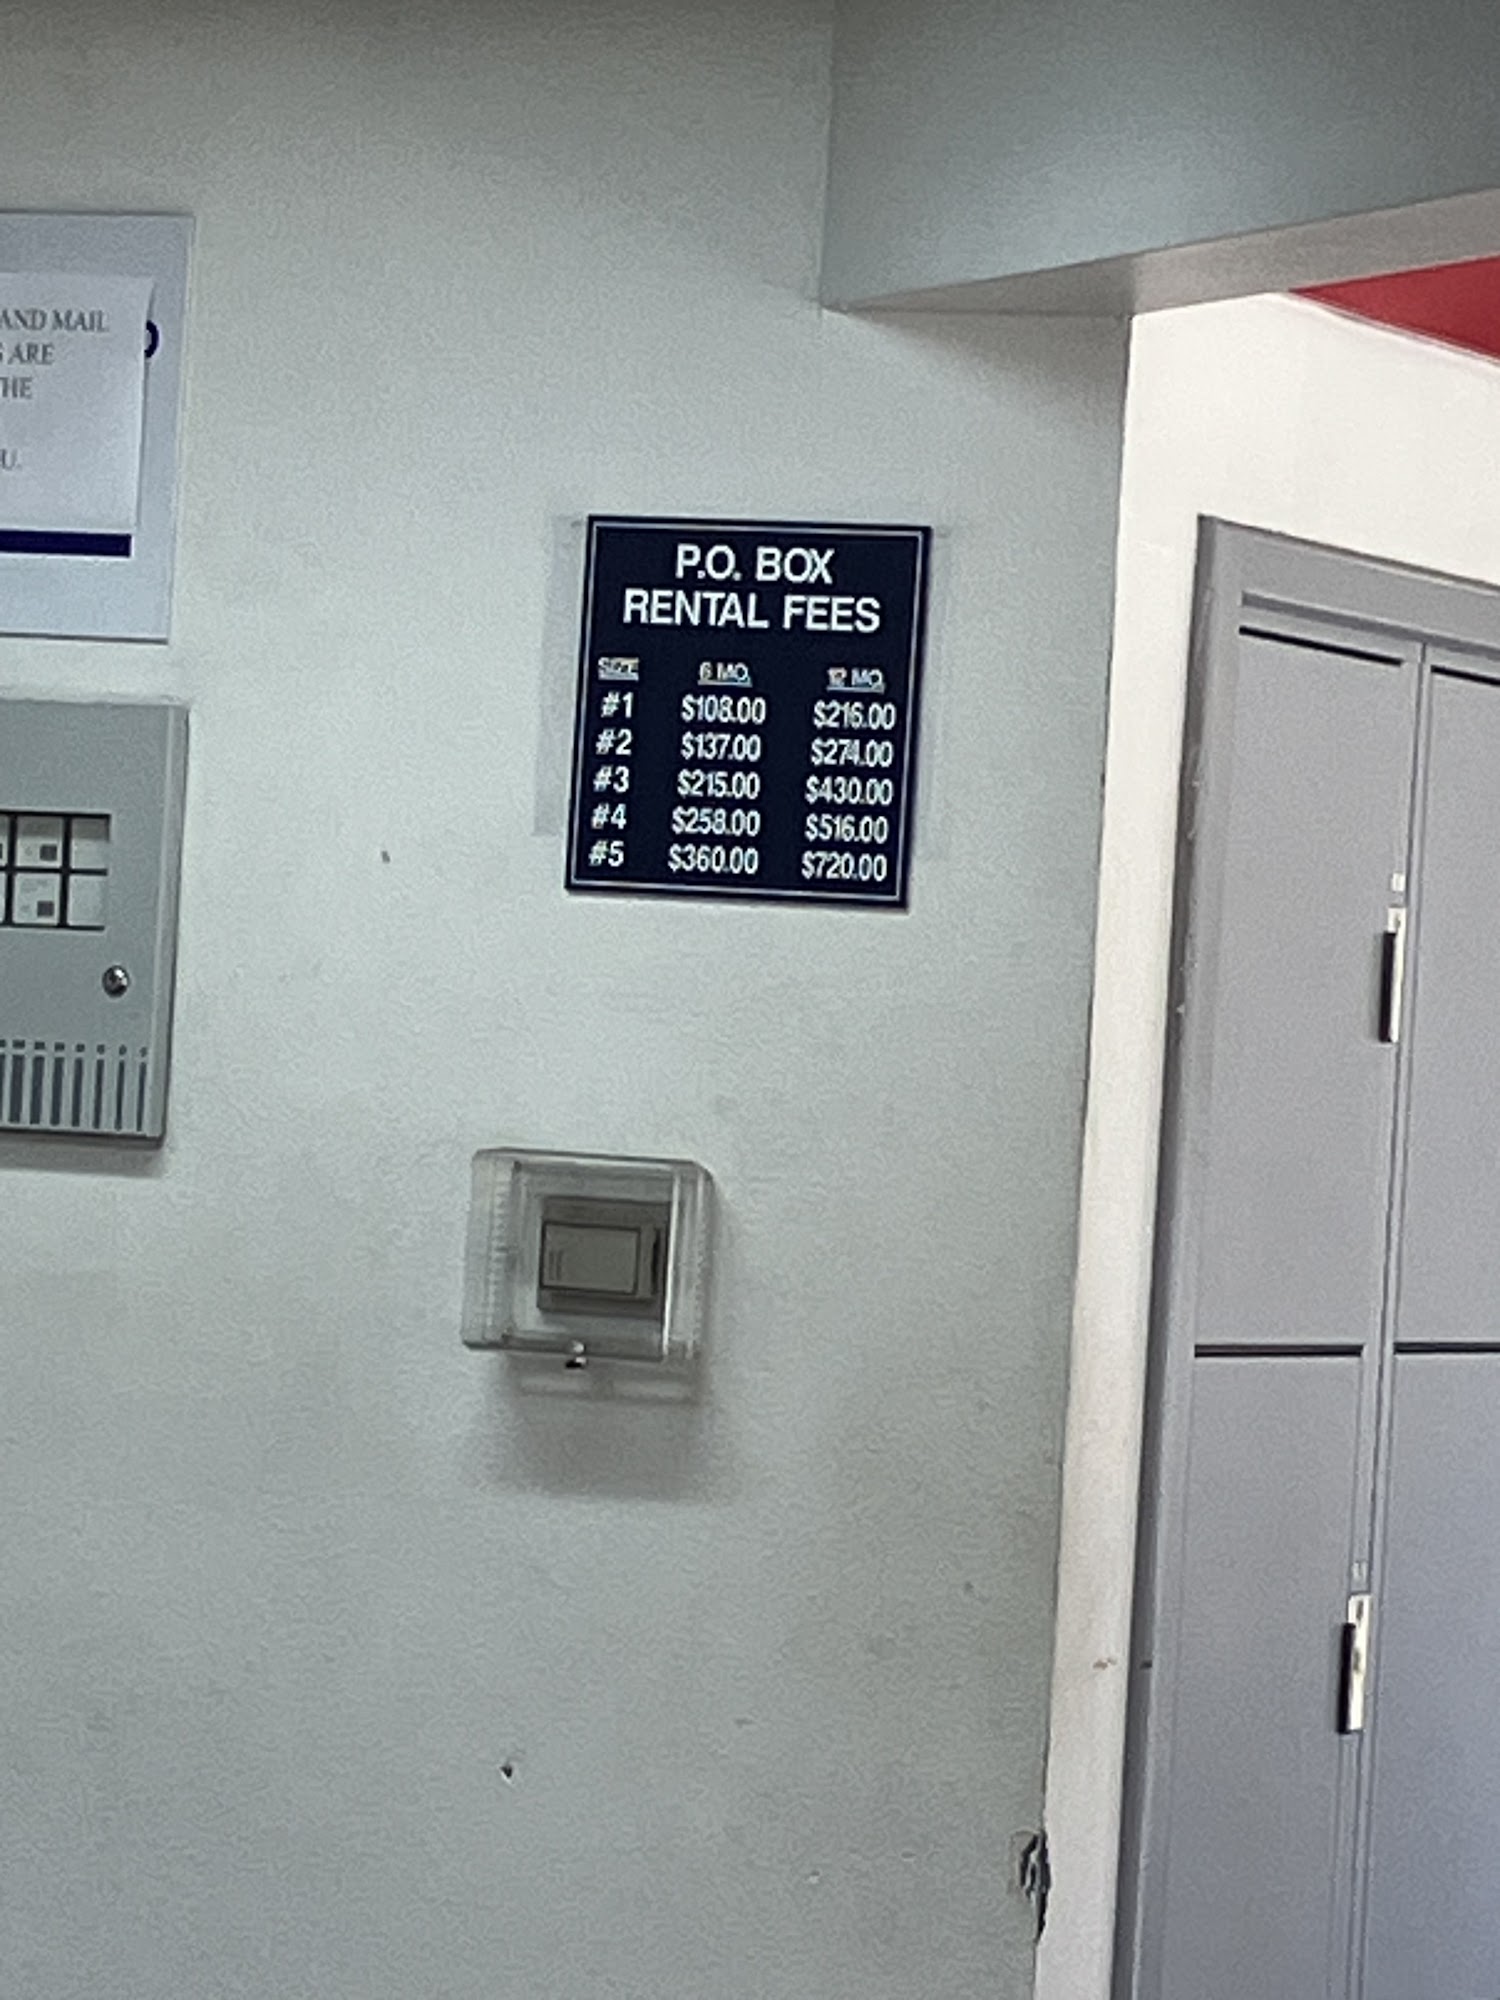 AND MAIL
ARE
THE
U.
P.O. BOX
RENTAL FEES
SIZE 6 MO. 12 MO.
#1 $108.00 $216.00
#2 $137.00 $274.00
#3 $215.00 $430.00
#4 $258.00 $516.00
#5 $360.00 $720.00